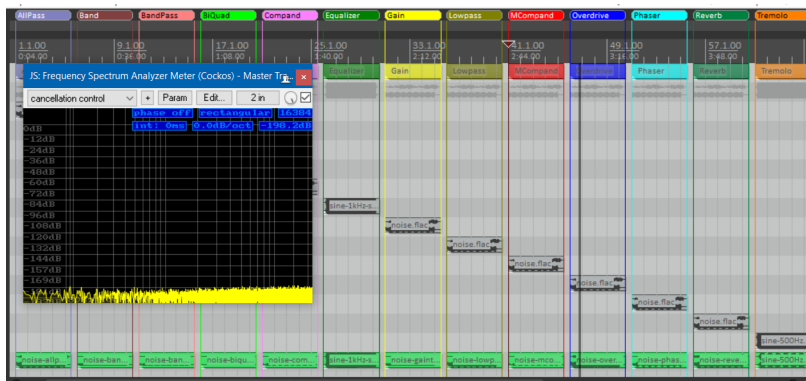 AllPass Band BandPass BiQuad Compand Equalizer Gain Lowpass MCompand Overdrive Phaser Reverb Tremolo
1.1.00 9.1.00 17.1.00 25.1.00 33.1.00 41.1.00 49.1.00 57.1.00
0:04.00 0:36.00 1:08.00 1:40.00 2:12.00 2:44.00 3:16.00 3:48.00
JS: Frequency Spectrum Analyzer Meter (Cockos) - Master Tra...
Equalizer Gain Lowpass MCompand Overdrive Phaser Reverb Tremolo
cancellation control + Param Edit... 2 in
phase off rectangular 16384
int: 0ms 0.0dB/oct -198.2dB
0dB
-12dB
-24dB
-36dB
-48dB
-60dB
-72dB
-84dB
-96dB
-108dB
-120dB
-132dB
-144dB
-157dB
-169dB
sine-1kHz-s...
noise.flac
noise.flac
noise.flac
noise.flac
noise.flac
noise.flac
sine-500Hz
noise-allp... noise-ban... noise-ban... noise-biqu... noise-com... sine-1kHz-s... noise-gaint... noise-lowp... noise-mco... noise-over... noise-phas... noise-reve... sine-500Hz